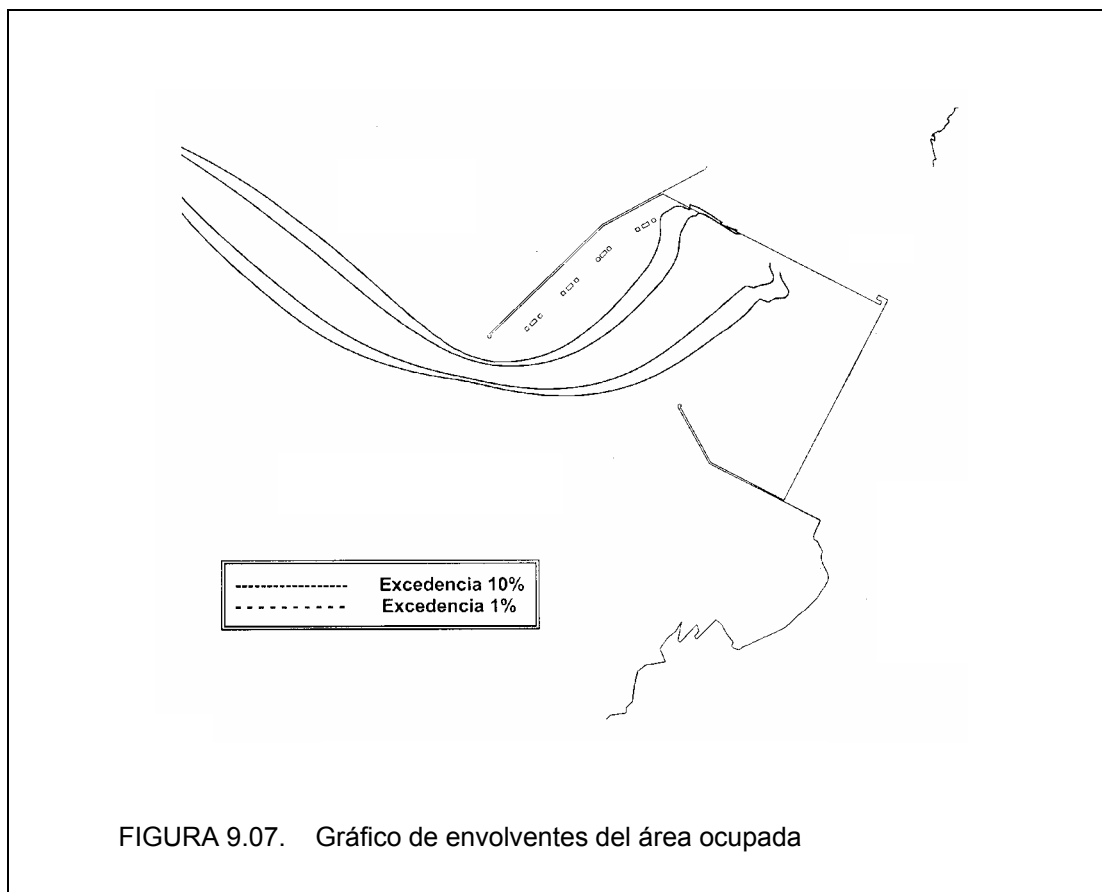 Excedencia 10%
Excedencia 1%
FIGURA 9.07. Gráfico de envolventes del área ocupada